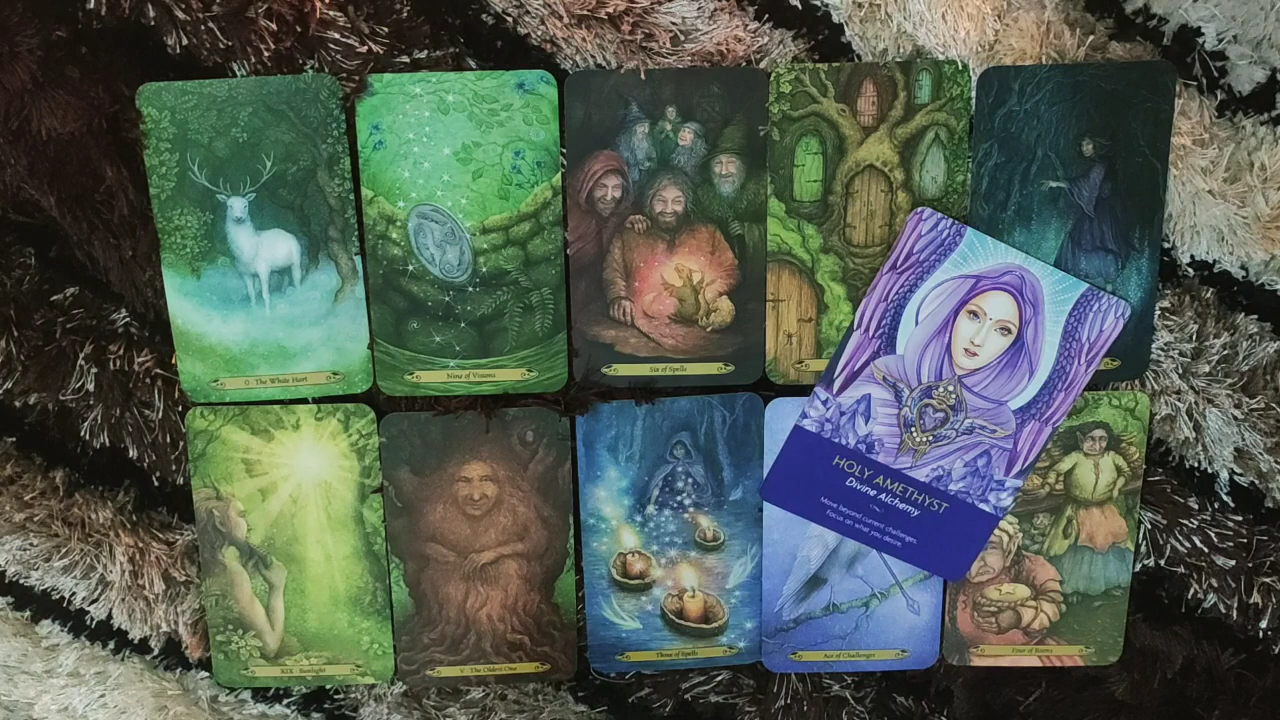 0 - The White Hart
Nine of Visions
Six of Spells
HOLY AMETHYST
Divine Alchemy
Move beyond current challenges.
Focus on what you desire.
XIX - Sunlight
V - The Oldest One
Three of Spells
Ace of Challenges
Four of Boons